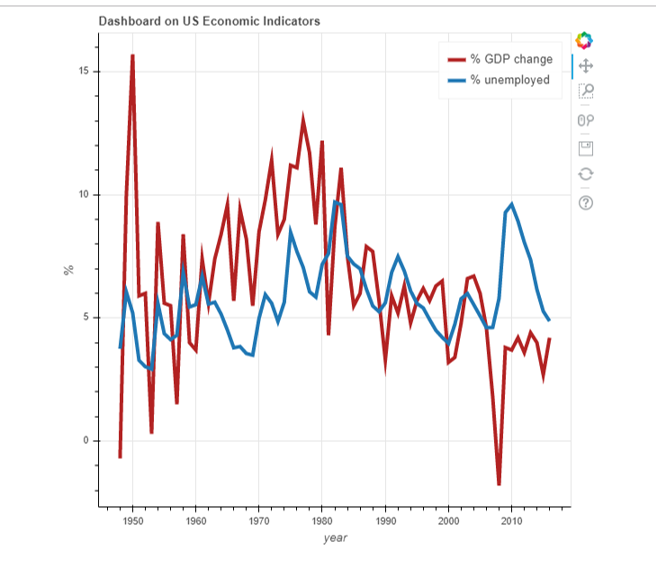 Dashboard on US Economic Indicators
% GDP change
% unemployed
15
10
5
0
%
1950 1960 1970 1980 1990 2000 2010
year